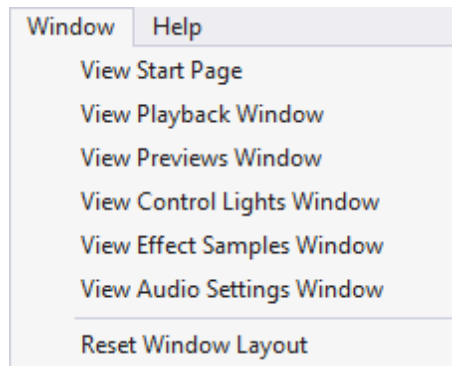 Window Help
View Start Page
View Playback Window
View Previews Window
View Control Lights Window
View Effect Samples Window
View Audio Settings Window
Reset Window Layout